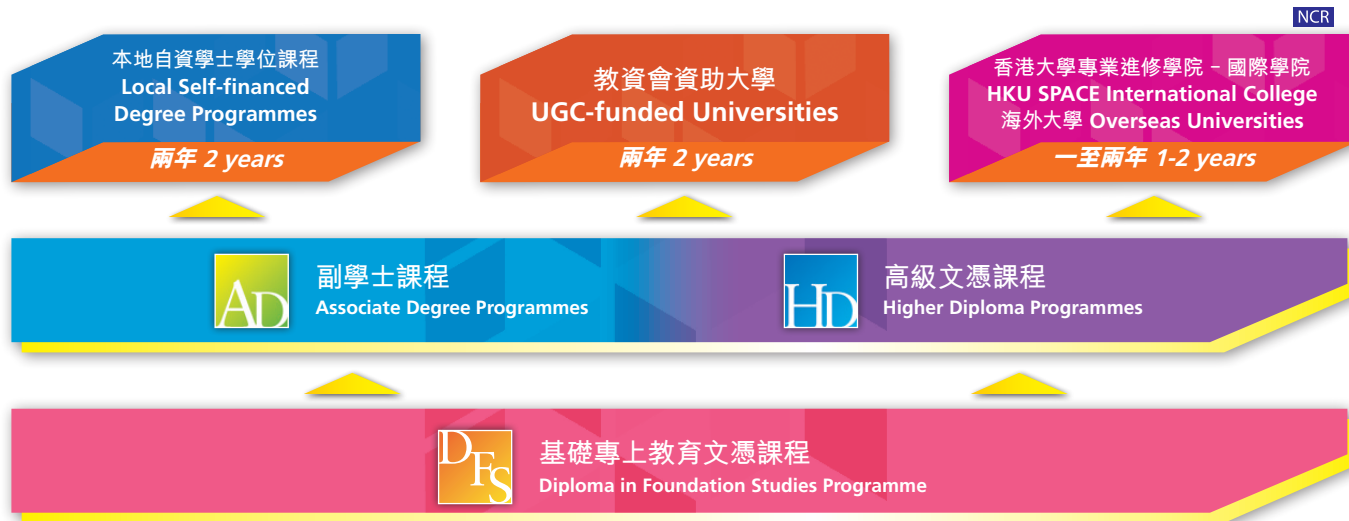 NCR
本地自資學士學位課程
Local Self-financed
Degree Programmes
兩年 2 years
教資會資助大學
UGC-funded Universities
兩年 2 years
香港大學專業進修學院 – 國際學院
HKU SPACE International College
海外大學 Overseas Universities
一至兩年 1-2 years
AD
副學士課程
Associate Degree Programmes
HD
高級文憑課程
Higher Diploma Programmes
DFS
基礎專上教育文憑課程
Diploma in Foundation Studies Programme